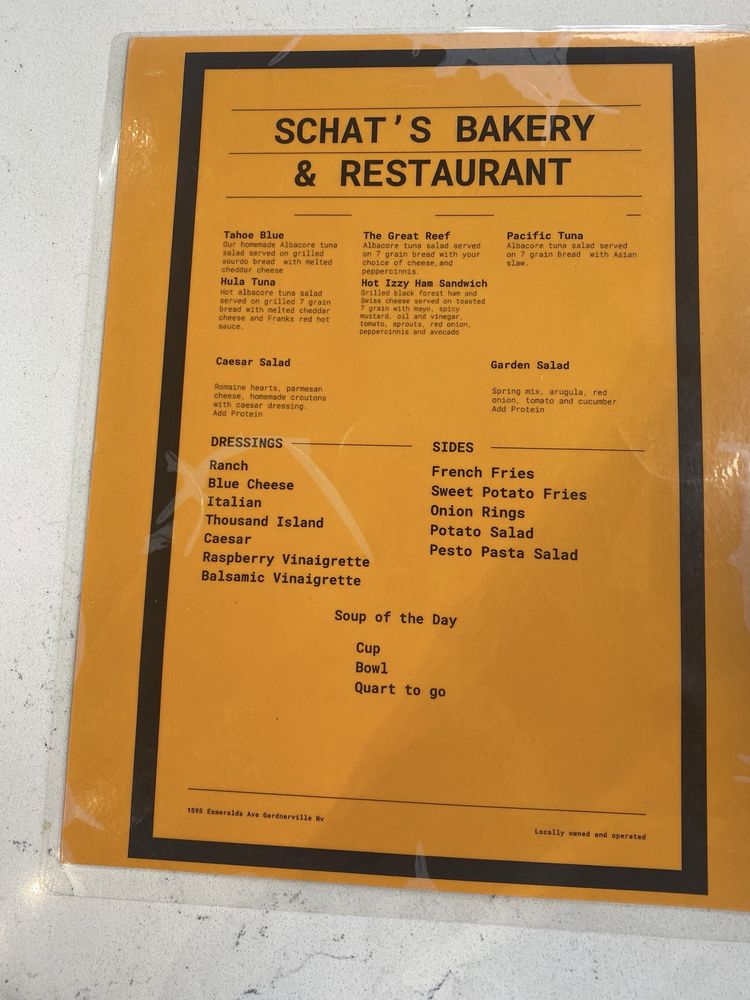 SCHAT'S BAKERY
& RESTAURANT
Tahoe Blue
Our homemade Albacore tuna
salad served on grilled
sourdo bread with melted
cheddar cheese
The Great Reef
Albacore tuna salad served
on 7 grain bread with your
choice of cheese,and
peppercinnis.
Pacific Tuna
Albacore tuna salad served
on 7 grain bread with Asian
slaw.
Hula Tuna
Hot albacore tuna salad
served on grilled 7 grain
bread with melted cheddar
cheese and Franks red hot
sauce.
Hot Izzy Ham Sandwich
Grilled black forest ham and
Swiss cheese served on toasted
7 grain with mayo, spicy
mustard, oil and vinegar,
tomato, sprouts, red onion,
peppercinnis and avocado
Caesar Salad
Romaine hearts, parmesan
cheese, homemade croutons
with caesar dressing.
Add Protein
Garden Salad
Spring mix, arugula, red
onion, tomato and cucumber
Add Protein
DRESSINGS
Ranch
Blue Cheese
Italian
Thousand Island
Caesar
Raspberry Vinaigrette
Balsamic Vinaigrette
SIDES
French Fries
Sweet Potato Fries
Onion Rings
Potato Salad
Pesto Pasta Salad
Soup of the Day
Cup
Bowl
Quart to go
1595 Esmeralda Ave Gardnerville Nv
Locally owned and operated